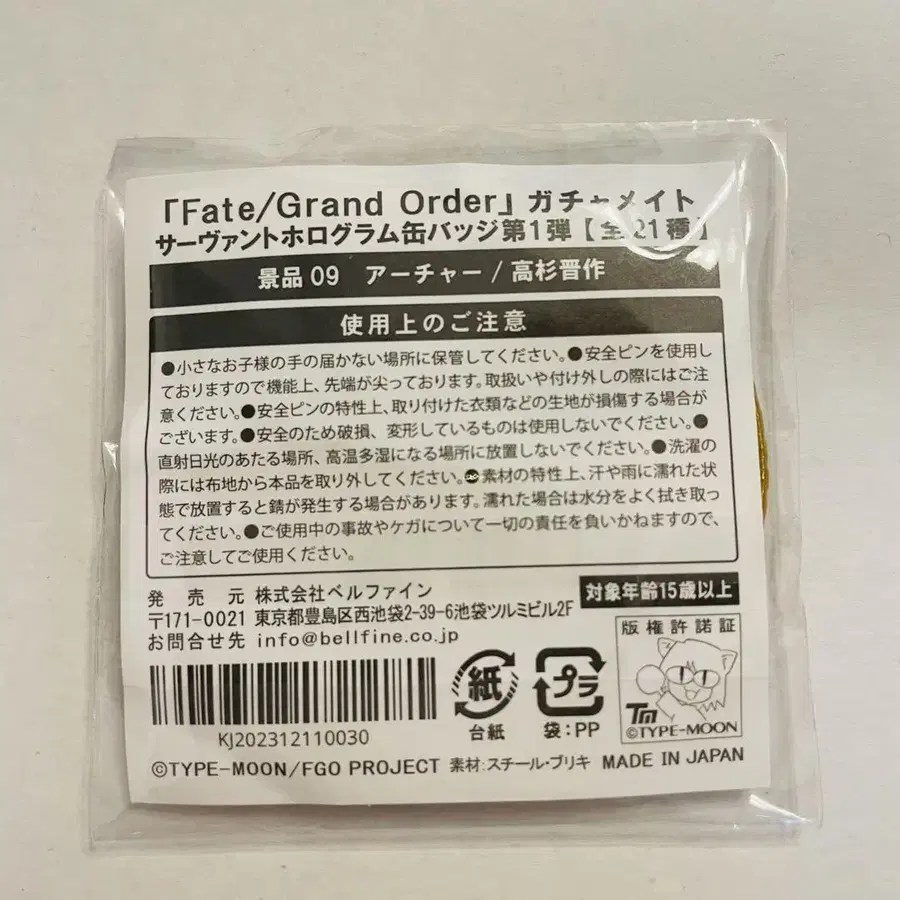 「Fate/Grand Order」ガチャメイト
サーヴァントホログラム缶バッジ第1弾【全21種】
景品09 アーチャー/高杉晋作
使用上のご注意
●小さなお子様の手の届かない場所に保管してください。●安全ピンを使用し
ておりますので機能上、先端が尖っております。取扱いや付け外しの際にはご注
意ください。●安全ピンの特性上、取り付けた衣類などの生地が損傷する場合が
ございます。●安全のため破損、変形しているものは使用しないでください。●
直射日光のあたる場所、高温多湿になる場所に放置しないでください。●洗濯の
際には布地から本品を取り外してください。●素材の特性上、汗や雨に濡れた状
態で放置すると錆が発生する場合があります。濡れた場合は水分をよく拭き取っ
てください。●ご使用中の事故やケガについて一切の責任を負いかねますので、
ご注意してご使用ください。
発売元 株式会社ベルファイン
対象年齢15歳以上
〒171-0021 東京都豊島区西池袋2-39-6池袋ツルミビル2F
お問合せ先 info@bellfine.co.jp
版権許諾証
紙
台紙
プラ
袋:PP
TM
©TYPE-MOON
KJ202312110030
©TYPE-MOON/FGO PROJECT 素材:スチール・ブリキ MADE IN JAPAN